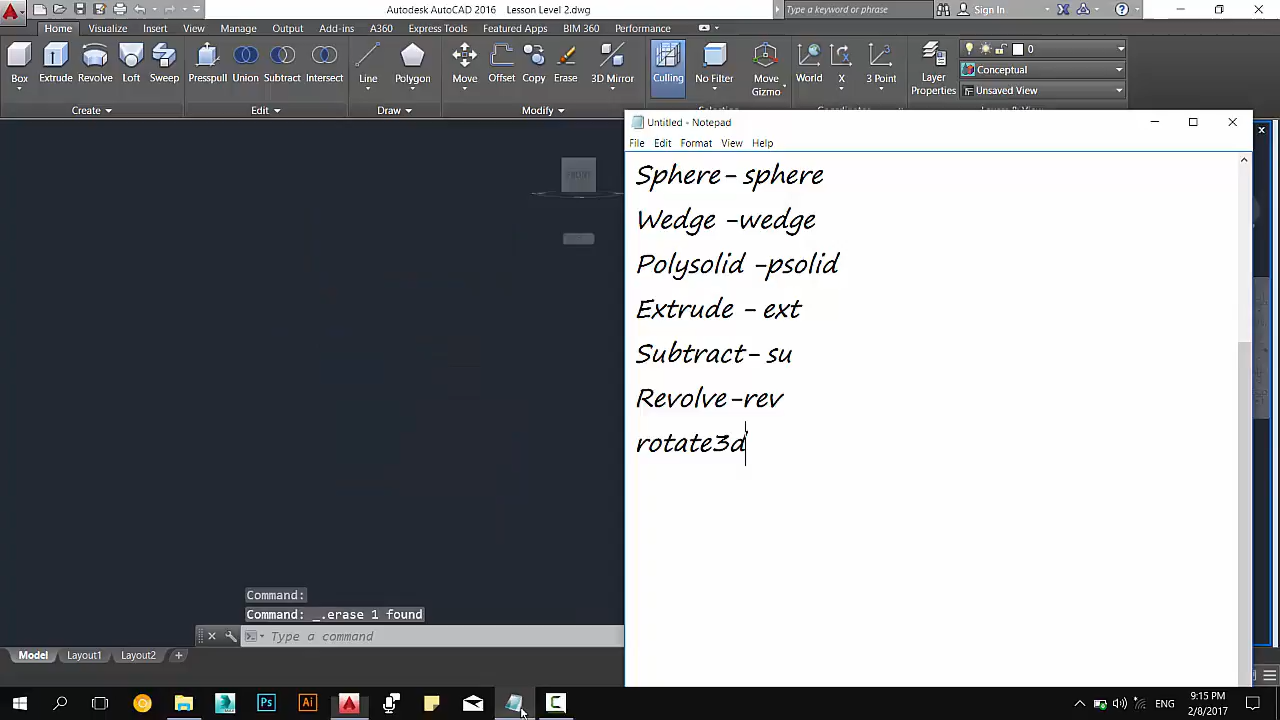 Autodesk AutoCAD 2016 Lesson Level 2.dwg
Type a keyword or phrase
Sign In
Home Visualize Insert View Manage Output Add-ins A360 Express Tools Featured Apps BIM 360 Performance
Box Extrude Revolve Loft Sweep Presspull Union Subtract Intersect Line Polygon Move Offset Copy Erase 3D Mirror Culling No Filter Move Gizmo World X 3 Point Layer Properties
0
Conceptual
Unsaved View
Create Edit Draw Modify
Untitled - Notepad
File Edit Format View Help
FRONT
Sphere- sphere
Wedge -wedge
Polysolid -psolid
Extrude - ext
Subtract- su
Revolve-rev
rotate3d
Command:
Command: _.erase 1 found
Type a command
Model Layout1 Layout2 +
Ps Ai
ENG
9:15 PM
2/8/2017